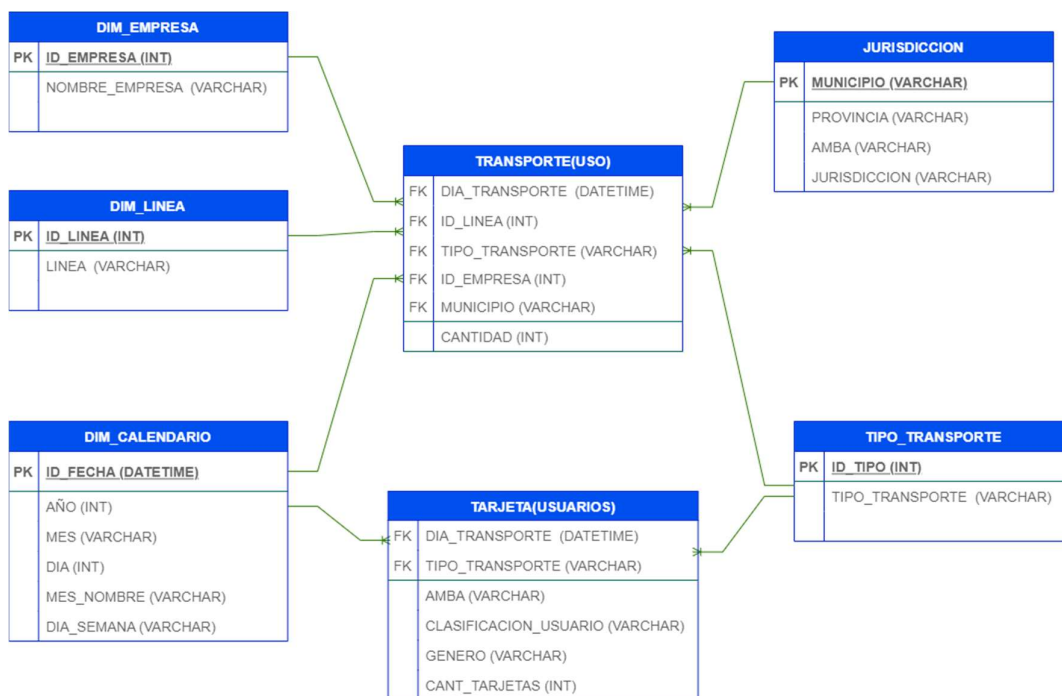 DIM_EMPRESA
PK ID_EMPRESA (INT)
NOMBRE_EMPRESA (VARCHAR)
JURISDICCION
PK MUNICIPIO (VARCHAR)
PROVINCIA (VARCHAR)
AMBA (VARCHAR)
JURISDICCION (VARCHAR)
TRANSPORTE(USO)
FK DIA_TRANSPORTE (DATETIME)
FK ID_LINEA (INT)
FK TIPO_TRANSPORTE (VARCHAR)
FK ID_EMPRESA (INT)
FK MUNICIPIO (VARCHAR)
CANTIDAD (INT)
DIM_LINEA
PK ID_LINEA (INT)
LINEA (VARCHAR)
DIM_CALENDARIO
PK ID_FECHA (DATETIME)
AÑO (INT)
MES (VARCHAR)
DIA (INT)
MES_NOMBRE (VARCHAR)
DIA_SEMANA (VARCHAR)
TARJETA(USUARIOS)
FK DIA_TRANSPORTE (DATETIME)
FK TIPO_TRANSPORTE (VARCHAR)
AMBA (VARCHAR)
CLASIFICACION_USUARIO (VARCHAR)
GENERO (VARCHAR)
CANT_TARJETAS (INT)
TIPO_TRANSPORTE
PK ID_TIPO (INT)
TIPO_TRANSPORTE (VARCHAR)